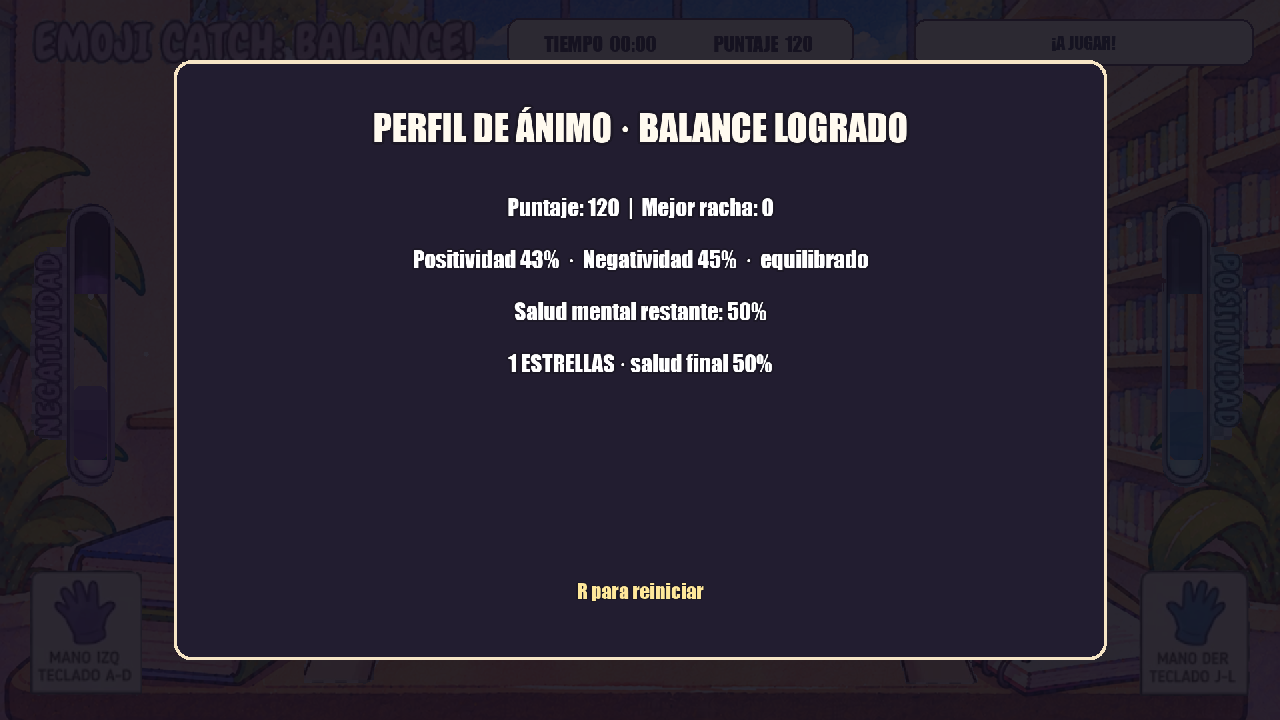 EMOJI CATCH: BALANCE!
TIEMPO 00:00 PUNTAJE 120
¡A JUGAR!
PERFIL DE ÁNIMO · BALANCE LOGRADO
Puntaje: 120 | Mejor racha: 0
Positividad 43% · Negatividad 45% · equilibrado
Salud mental restante: 50%
1 ESTRELLAS · salud final 50%
NEGATIVIDAD
POSITIVIDAD
R para reiniciar
MANO IZQ
TECLADO A-D
MANO DER
TECLADO J-L